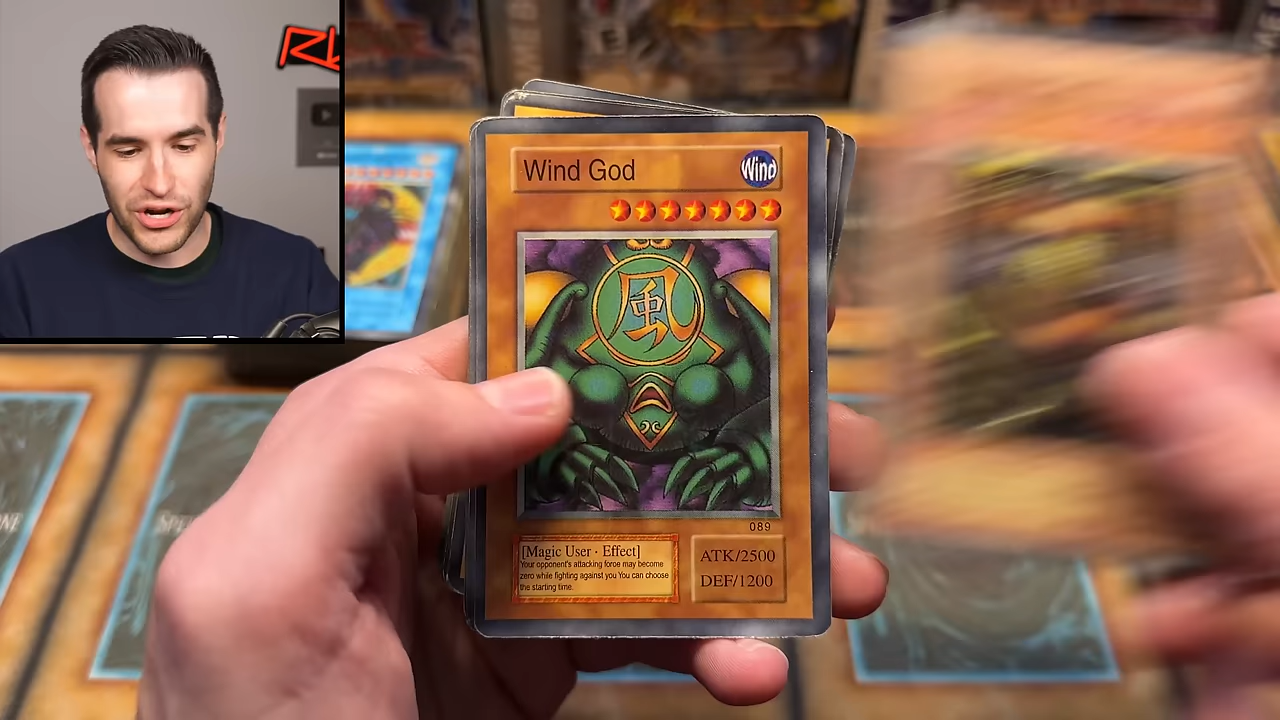 Wind God
Wind
風
089
[Magic User · Effect]
Your opponent's attacking force may become
zero while fighting against you You can choose
the starting time.
ATK/2500
DEF/1200